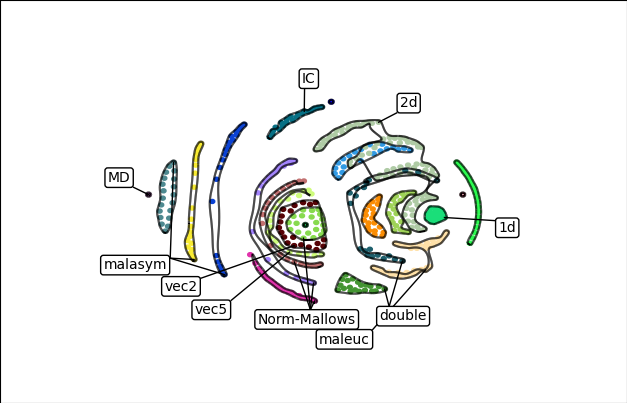 IC
2d
MD
1d
malasym
vec2
vec5
Norm-Mallows
double
maleuc